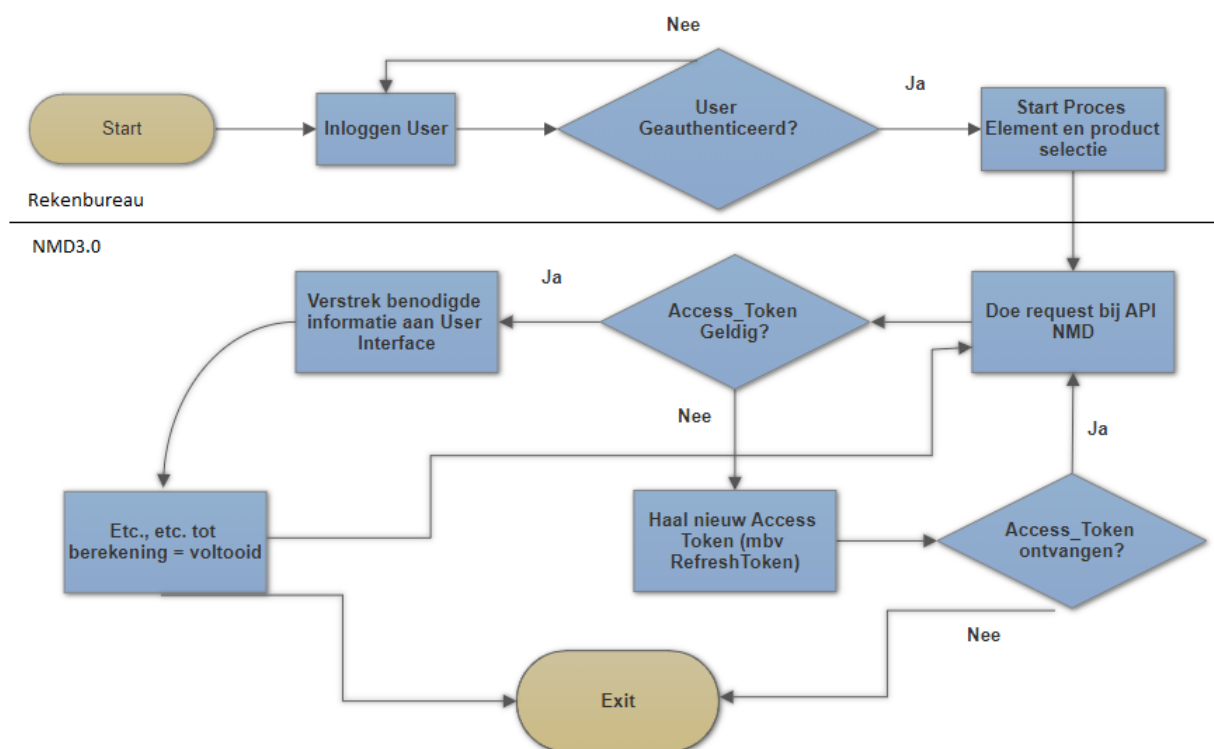 Nee
Start
Inloggen User
User
Geauthenticeerd?
Ja
Start Proces
Element en product
selectie
Rekenbureau
NMD3.0
Verstrek benodigde
informatie aan User
Interface
Ja
Access_Token
Geldig?
Doe request bij API
NMD
Nee
Ja
Etc., etc. tot
berekening = voltooid
Haal nieuw Access
Token (mbv
RefreshToken)
Access_Token
ontvangen?
Nee
Exit